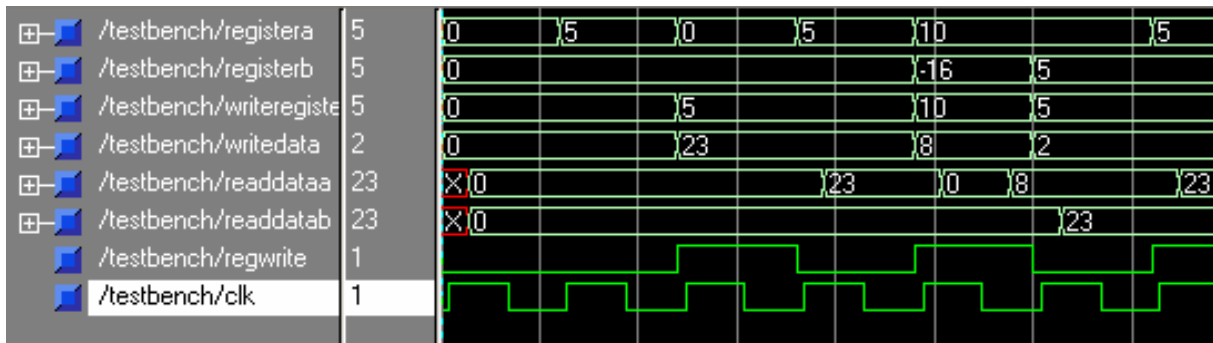 /testbench/registera 5 0 5 0 5 10 5
/testbench/registerb 5 0 -16 5
/testbench/writeregiste 5 0 5 10 5
/testbench/writedata 2 0 23 8 2
/testbench/readdataa 23 X 0 23 0 8 23
/testbench/readdatab 23 X 0 23
/testbench/regwrite 1
/testbench/clk 1